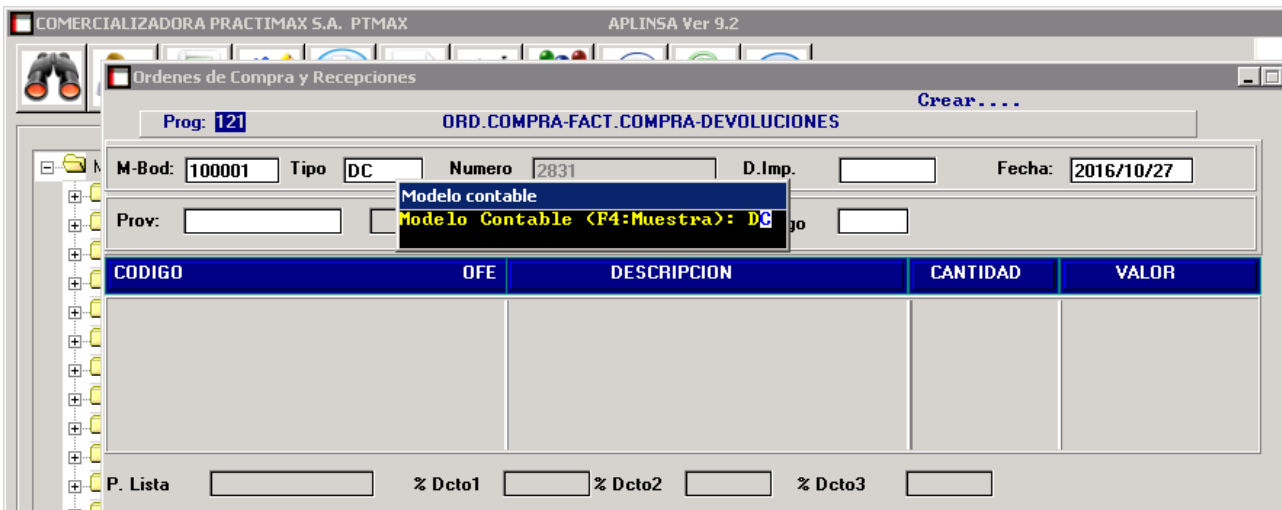 COMERCIALIZADORA PRACTIMAX S.A. PTMAX APLINSA Ver 9.2
Ordenes de Compra y Recepciones
Crear....
Prog: 121 ORD.COMPRA-FACT.COMPRA-DEVOLUCIONES
M-Bod: 100001 Tipo DC Numero 2831 D.Imp. Fecha: 2016/10/27
Modelo contable
Modelo Contable (F4:Muestra): DC
Prov:
CODIGO OFE DESCRIPCION CANTIDAD VALOR
P. Lista % Dcto1 % Dcto2 % Dcto3